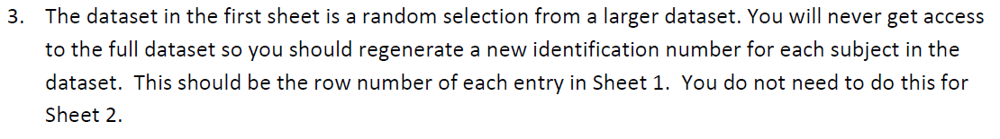 3. The dataset in the first sheet is a random selection from a larger dataset. You will never get access
to the full dataset so you should regenerate a new identification number for each subject in the
dataset.  This should be the row number of each entry in Sheet 1.  You do not need to do this for
Sheet 2.